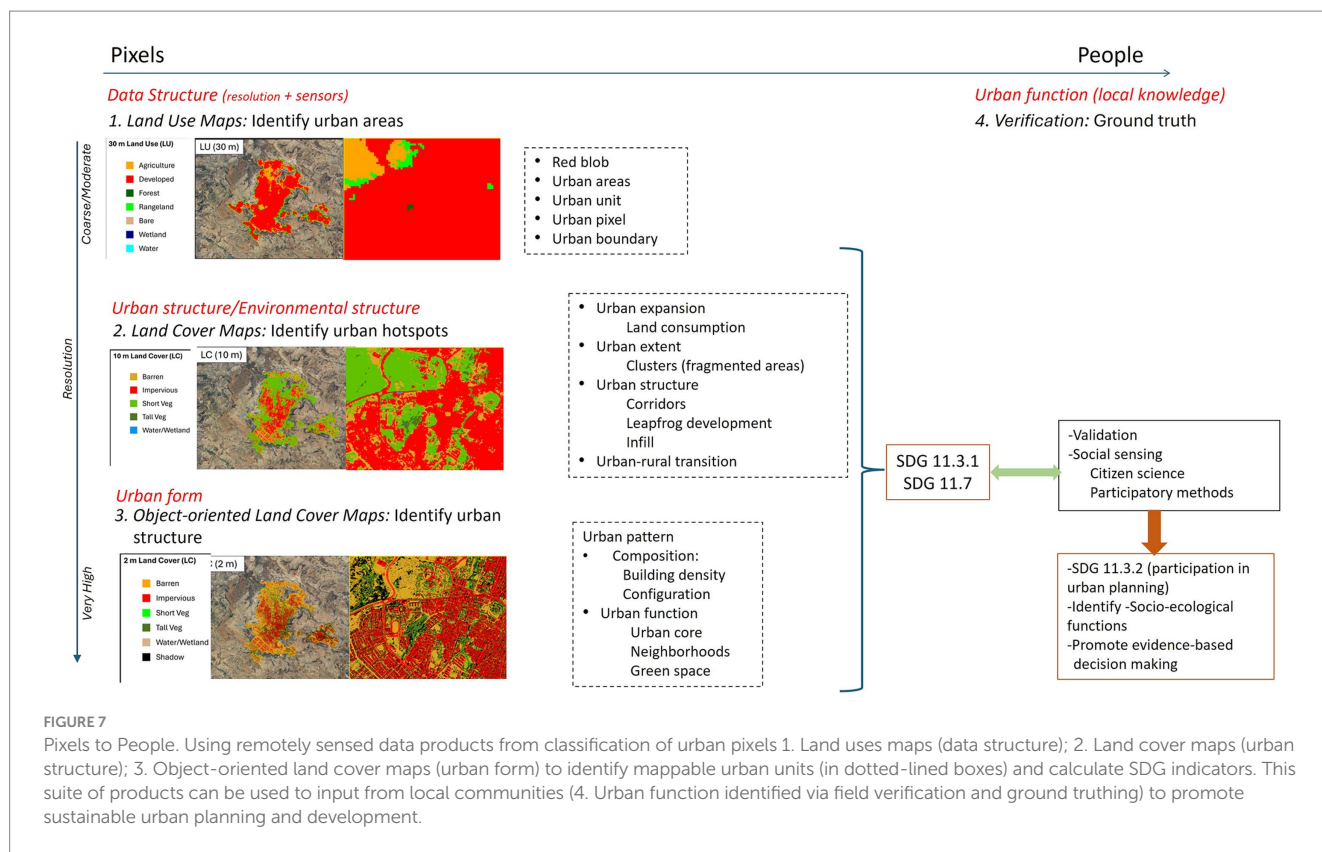 Pixels
People
Data Structure (resolution + sensors)
1. Land Use Maps: Identify urban areas
Urban function (local knowledge)
4. Verification: Ground truth
Resolution
Coarse/Moderate
30 m Land Use (LU)
Agriculture
Developed
Forest
Rangeland
Bare
Wetland
Water
LU (30 m)
• Red blob
• Urban areas
• Urban unit
• Urban pixel
• Urban boundary
Urban structure/Environmental structure
2. Land Cover Maps: Identify urban hotspots
10 m Land Cover (LC)
Barren
Impervious
Short Veg
Tall Veg
Water/Wetland
LC (10 m)
• Urban expansion
Land consumption
• Urban extent
Clusters (fragmented areas)
• Urban structure
Corridors
Leapfrog development
Infill
• Urban-rural transition
Urban form
3. Object-oriented Land Cover Maps: Identify urban
structure
Very High
2 m Land Cover (LC)
Barren
Impervious
Short Veg
Tall Veg
Water/Wetland
Shadow
C (2 m)
Urban pattern
• Composition:
Building density
Configuration
• Urban function
Urban core
Neighborhoods
Green space
SDG 11.3.1
SDG 11.7
-Validation
-Social sensing
Citizen science
Participatory methods
-SDG 11.3.2 (participation in
urban planning)
-Identify -Socio-ecological
functions
-Promote evidence-based
decision making
FIGURE 7
Pixels to People. Using remotely sensed data products from classification of urban pixels 1. Land uses maps (data structure); 2. Land cover maps (urban
structure); 3. Object-oriented land cover maps (urban form) to identify mappable urban units (in dotted-lined boxes) and calculate SDG indicators. This
suite of products can be used to input from local communities (4. Urban function identified via field verification and ground truthing) to promote
sustainable urban planning and development.